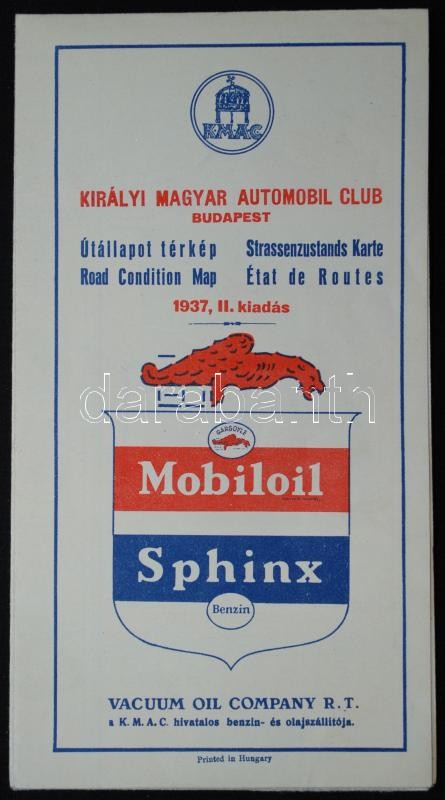 KMAC
KIRÁLYI MAGYAR AUTOMOBIL CLUB
BUDAPEST
Útállapot térkép Strassenzustands Karte
Road Condition Map État de Routes
1937, II. kiadás
darabanth
GARGOYLE
Mobiloil
Sphinx
Benzin
VACUUM OIL COMPANY R.T.
a K.M.A.C. hivatalos benzin- és olajszállítója.
Printed in Hungary